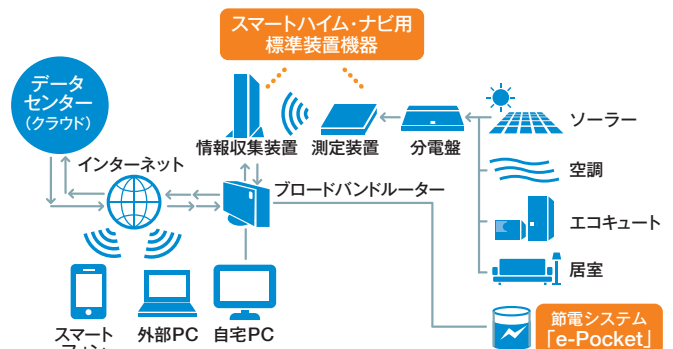 スマートハイム・ナビ用
標準装置機器
データ
センター
（クラウド）
情報収集装置
測定装置
分電盤
ソーラー
インターネット
空調
ブロードバンドルーター
エコキュート
居室
スマート
フォン
外部PC
自宅PC
節電システム
「e-Pocket」